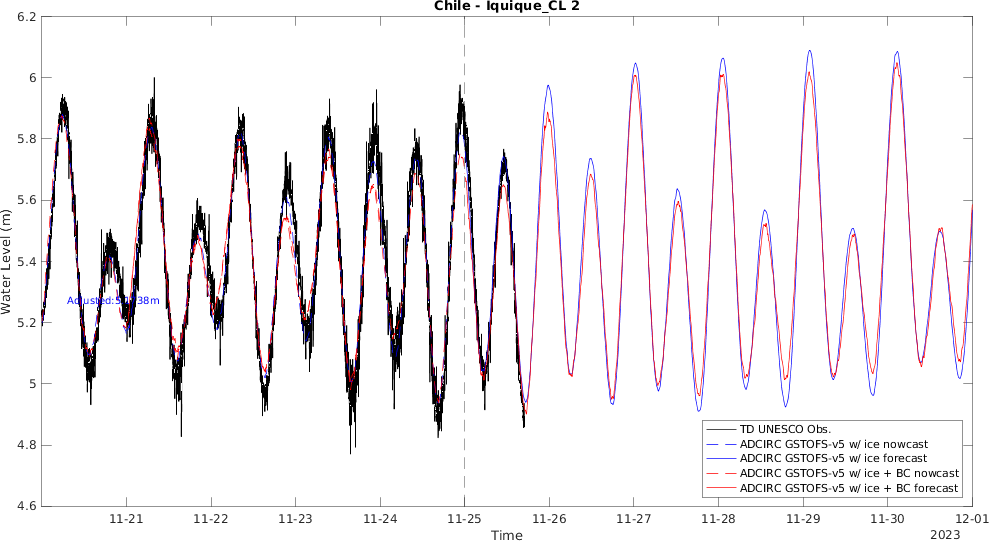 Chile - Iquique_CL 2
6.2
6
5.8
5.6
5.4
5.2
5
4.8
4.6
Water Level (m)
11-21
11-22
11-23
11-24
11-25
11-26
11-27
11-28
11-29
11-30
12-01
Time
2023
TD UNESCO Obs.
ADCIRC GSTOFS-v5 w/ ice nowcast
ADCIRC GSTOFS-v5 w/ ice forecast
ADCIRC GSTOFS-v5 w/ ice + BC nowcast
ADCIRC GSTOFS-v5 w/ ice + BC forecast